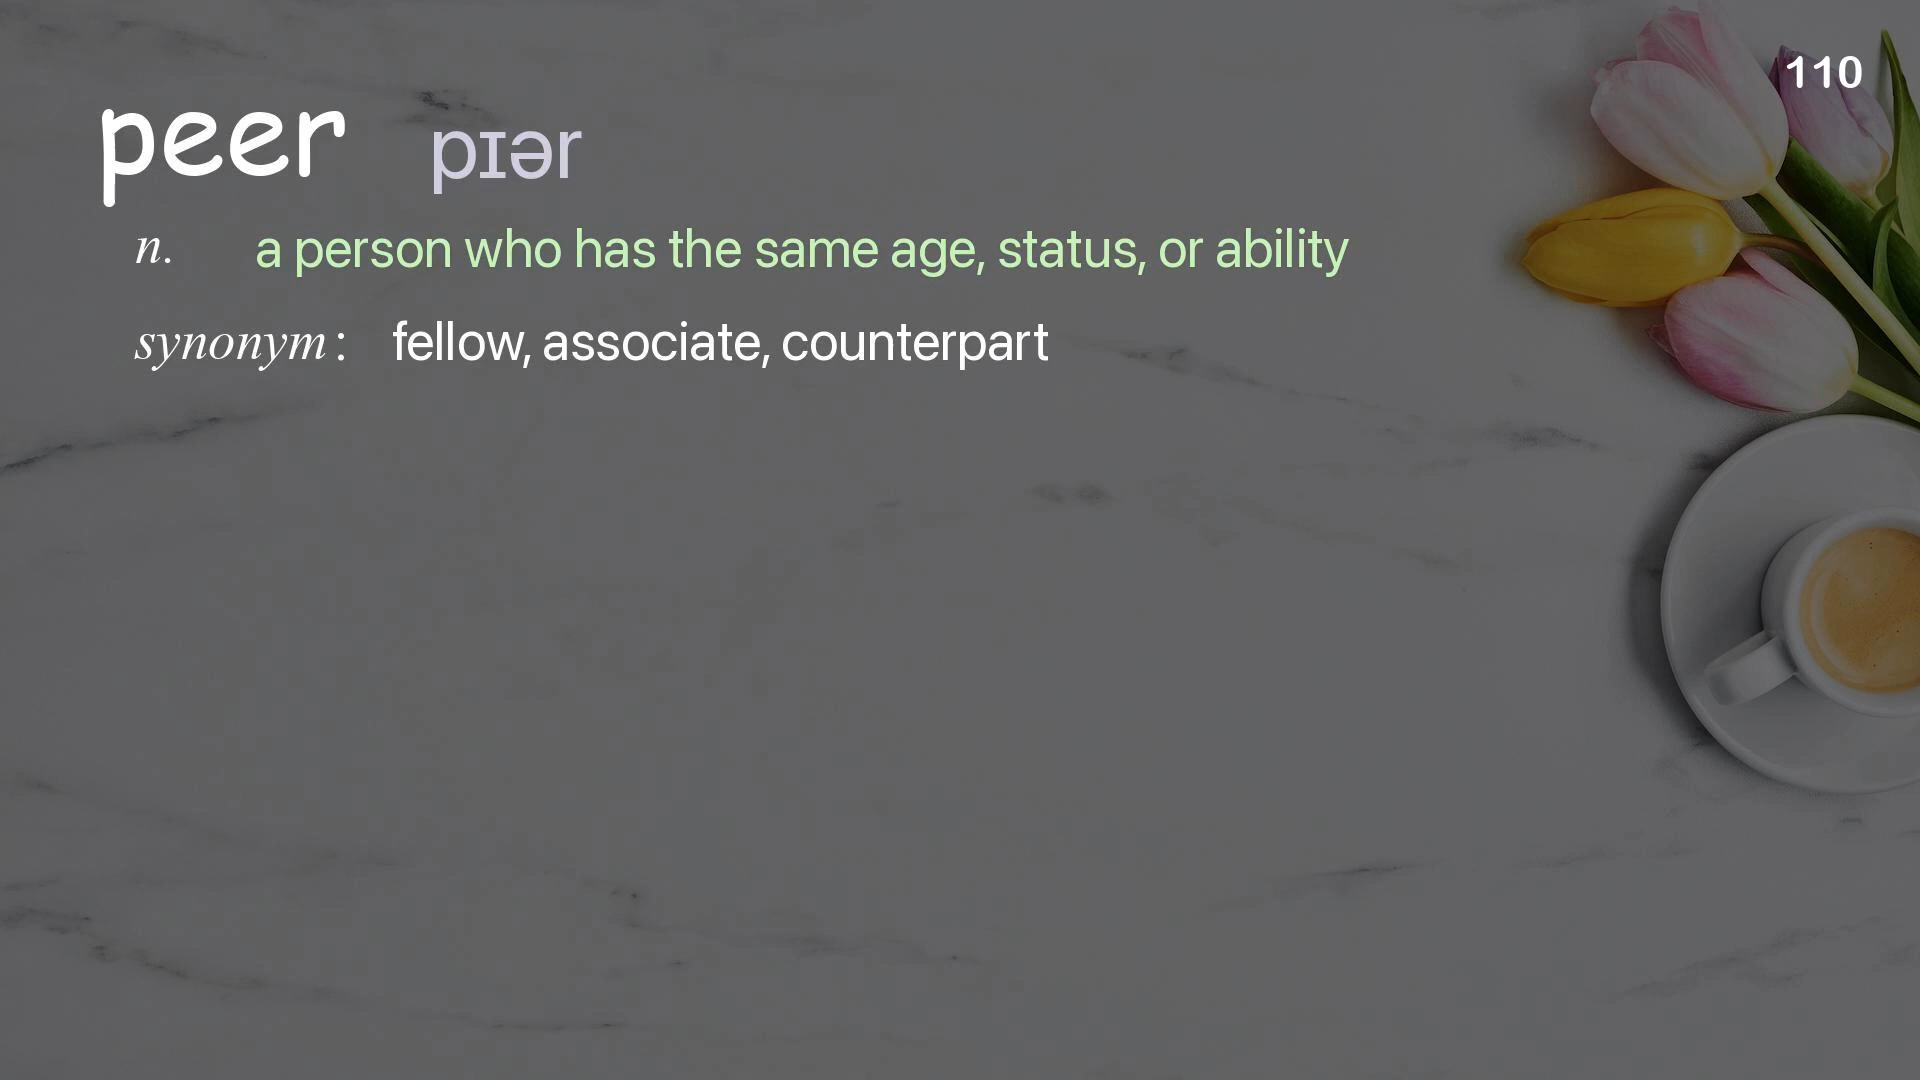 110
peer pɪər
n. a person who has the same age, status, or ability
synonym : fellow, associate, counterpart